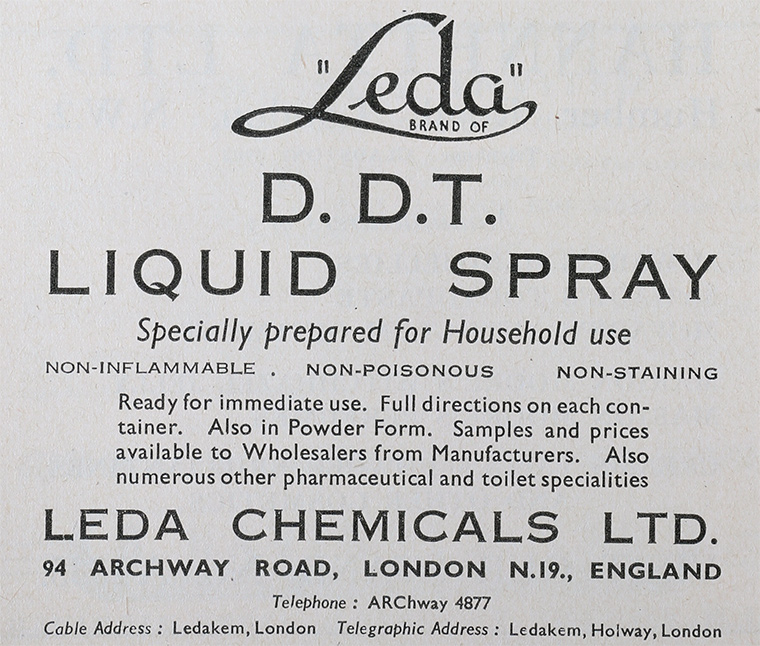 "Leda"
BRAND OF
D. D.T.
LIQUID SPRAY
Specially prepared for Household use
NON-INFLAMMABLE . NON-POISONOUS NON-STAINING
Ready for immediate use. Full directions on each con-
tainer. Also in Powder Form. Samples and prices
available to Wholesalers from Manufacturers. Also
numerous other pharmaceutical and toilet specialities
LEDA CHEMICALS LTD.
94 ARCHWAY ROAD, LONDON N.19., ENGLAND
Telephone : ARChway 4877
Cable Address : Ledakem, London Telegraphic Address : Ledakem, Holway, London